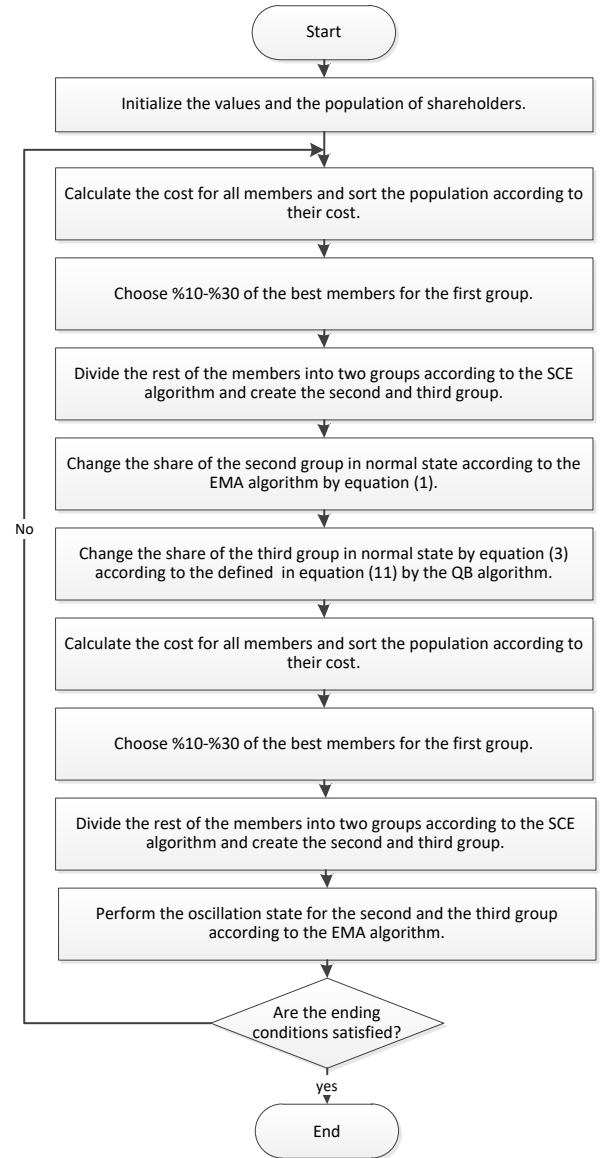 Start
Initialize the values and the population of shareholders.
Calculate the cost for all members and sort the population according to
their cost.
Choose %10-%30 of the best members for the first group.
Divide the rest of the members into two groups according to the SCE
algorithm and create the second and third group.
Change the share of the second group in normal state according to the
EMA algorithm by equation (1).
No
Change the share of the third group in normal state by equation (3)
according to the defined in equation (11) by the QB algorithm.
Calculate the cost for all members and sort the population according to
their cost.
Choose %10-%30 of the best members for the first group.
Divide the rest of the members into two groups according to the SCE
algorithm and create the second and third group.
Perform the oscillation state for the second and the third group
according to the EMA algorithm.
Are the ending
conditions satisfied?
yes
End